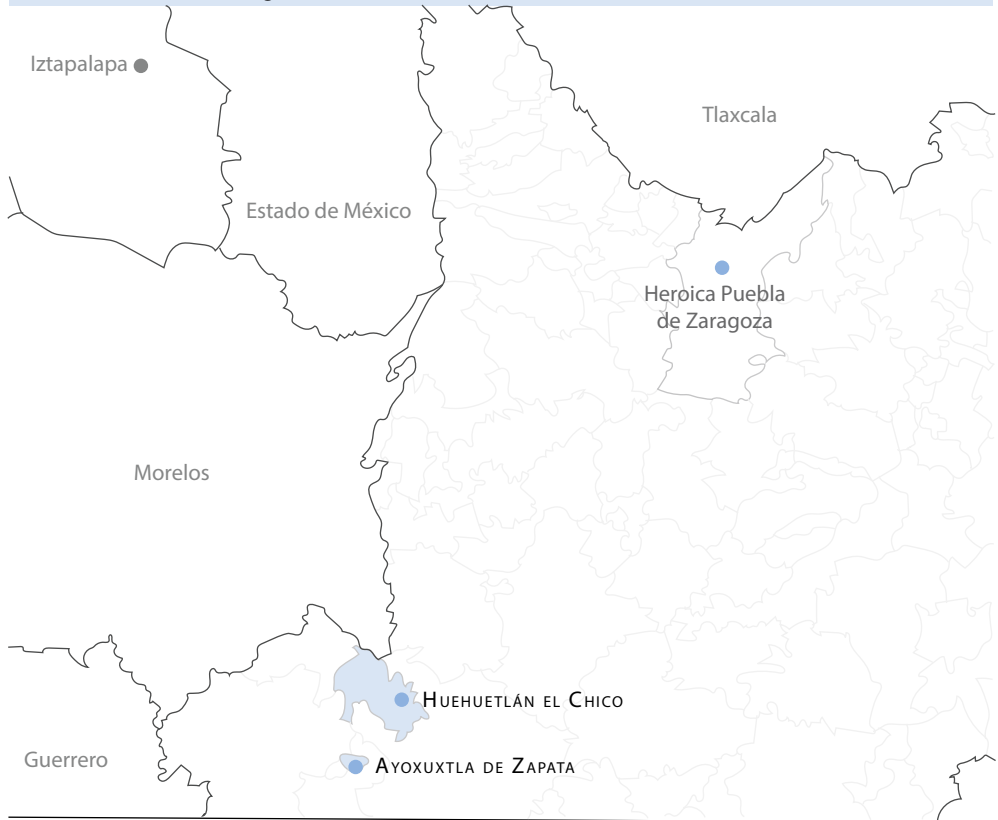 Iztapalapa
Tlaxcala
Estado de México
Heroica Puebla
de Zaragoza
Morelos
Huehuetlán el Chico
Guerrero
Ayoxuxtla de Zapata